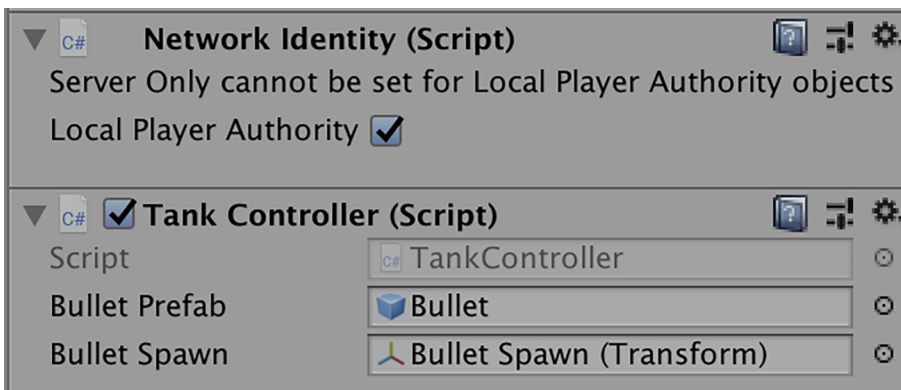 C# Network Identity (Script)
Server Only cannot be set for Local Player Authority objects
Local Player Authority
C# Tank Controller (Script)
Script C# TankController
Bullet Prefab Bullet
Bullet Spawn Bullet Spawn (Transform)